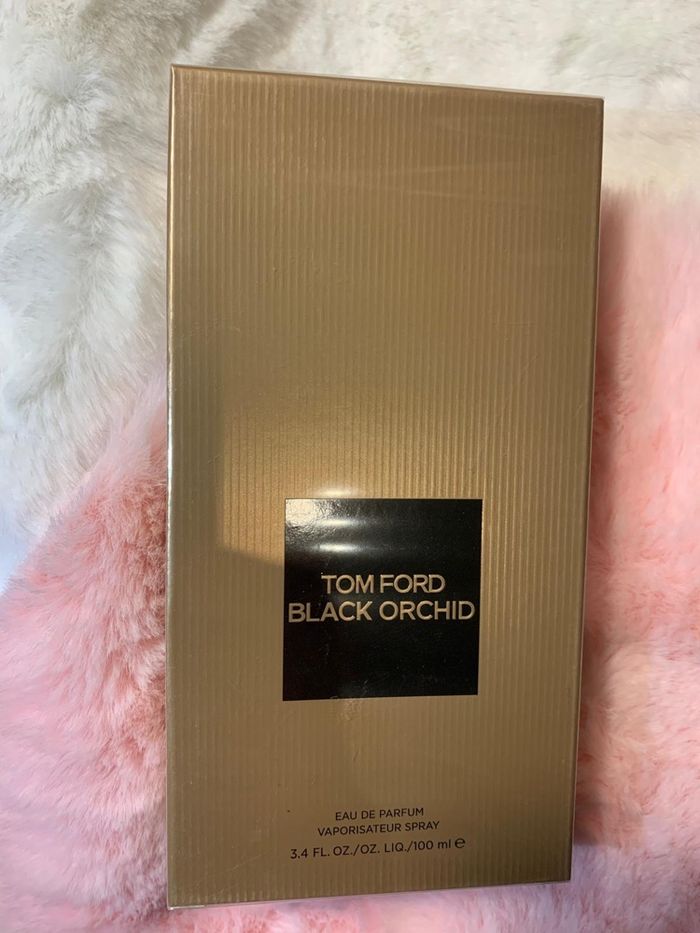 TOM FORD
BLACK ORCHID
EAU DE PARFUM
VAPORISATEUR SPRAY
3.4 FL. OZ./OZ. LIQ./100 ml ℮